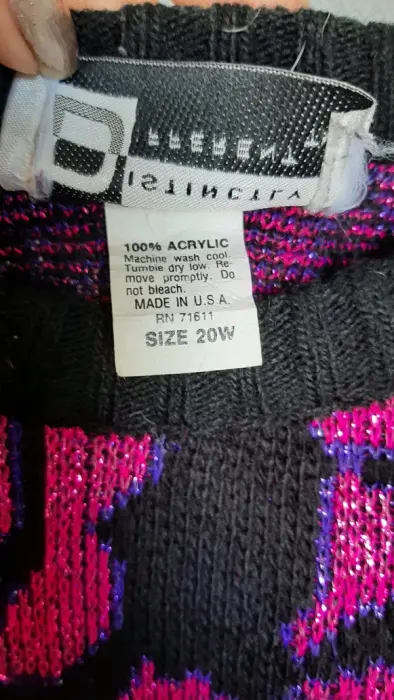 DISTINCTLY
DIFFERENT
100% ACRYLIC
Machine wash cool.
Tumble dry low. Re-
move promptly. Do
not bleach.
MADE IN U.S.A.
RN 71611
SIZE 20W